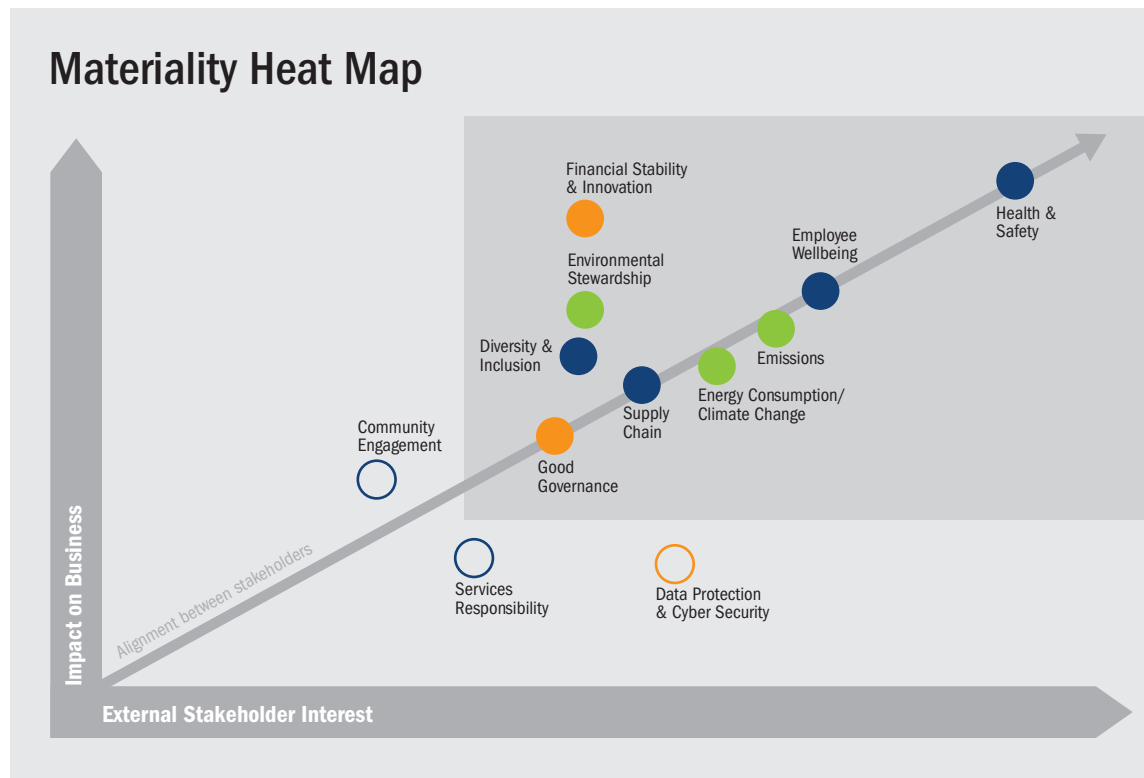 Materiality Heat Map
Financial Stability
& Innovation
Health &
Safety
Employee
Wellbeing
Environmental
Stewardship
Diversity &
Inclusion
Emissions
Energy Consumption/
Climate Change
Supply
Chain
Community
Engagement
Good
Governance
Services
Responsibility
Data Protection
& Cyber Security
Alignment between stakeholders
Impact on Business
External Stakeholder Interest